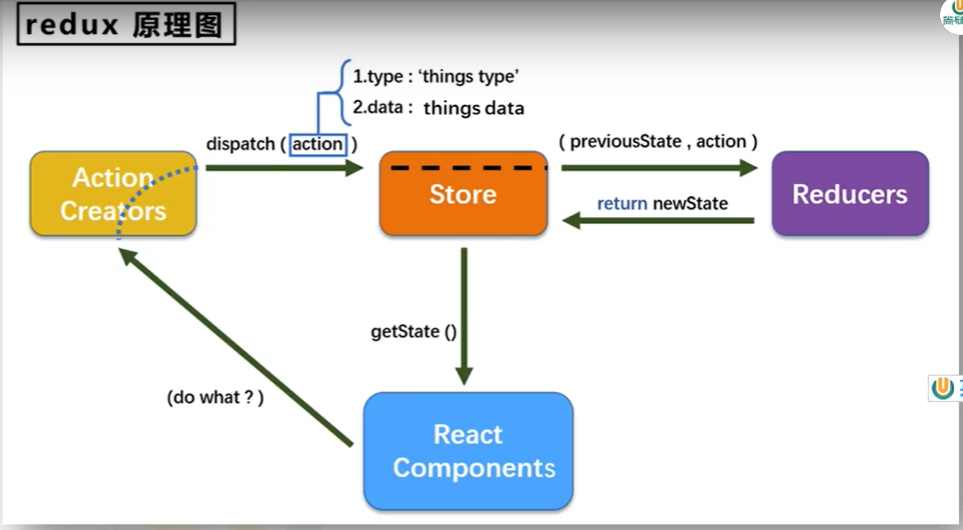 redux 原理图
1.type : ‘things type’
2.data : things data
dispatch ( action )
( previousState , action )
Action
Creators
Store
Reducers
return newState
getState ()
(do what ? )
React
Components